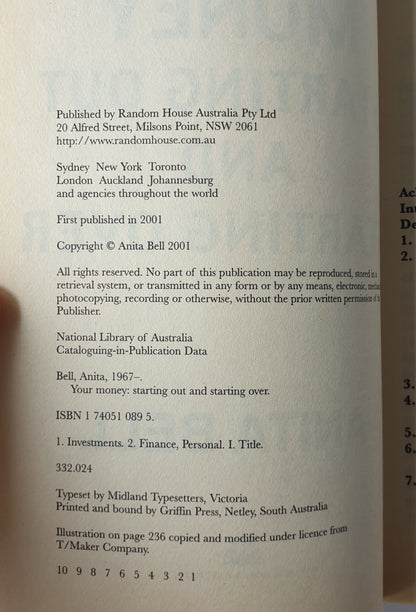 Published by Random House Australia Pty Ltd
20 Alfred Street, Milsons Point, NSW 2061
http://www.randomhouse.com.au
Sydney New York Toronto
London Auckland Johannesburg
and agencies throughout the world
First published in 2001
Copyright © Anita Bell 2001
All rights reserved. No part of this publication may be reproduced, stored in a
retrieval system, or transmitted in any form or by any means, electronic,
photocopying, recording or otherwise, without the prior written permission of
Publisher.
National Library of Australia
Cataloguing-in-Publication Data
Bell, Anita, 1967–.
Your money: starting out and starting over.
ISBN 1 74051 089 5.
1. Investments. 2. Finance, Personal. I. Title.
332.024
Typeset by Midland Typesetters, Victoria
Printed and bound by Griffin Press, Netley, South Australia
Illustration on page 236 copied and modified under licence from
T/Maker Company.
10 9 8 7 6 5 4 3 2 1
1.
2.
3.
4.
5.
6.
7.